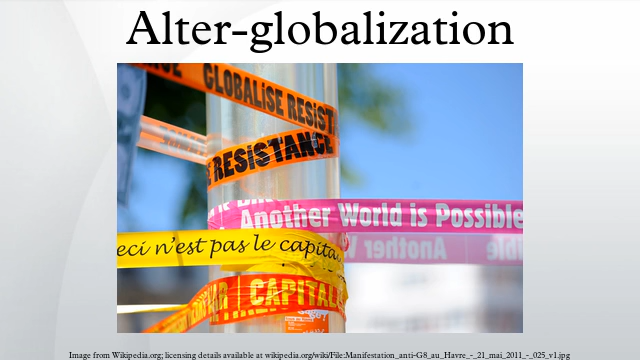 Alter-globalization
GLOBALiSE RESiST
RESiSTANCE
Another World is Possible
Another
eci n'est pas le capita
CAPITAL
Image from Wikipedia.org; licensing details available at wikipedia.org/wiki/File:Manifestation_anti-G8_au_Havre_-_21_mai_2011_-_025_v1.jpg